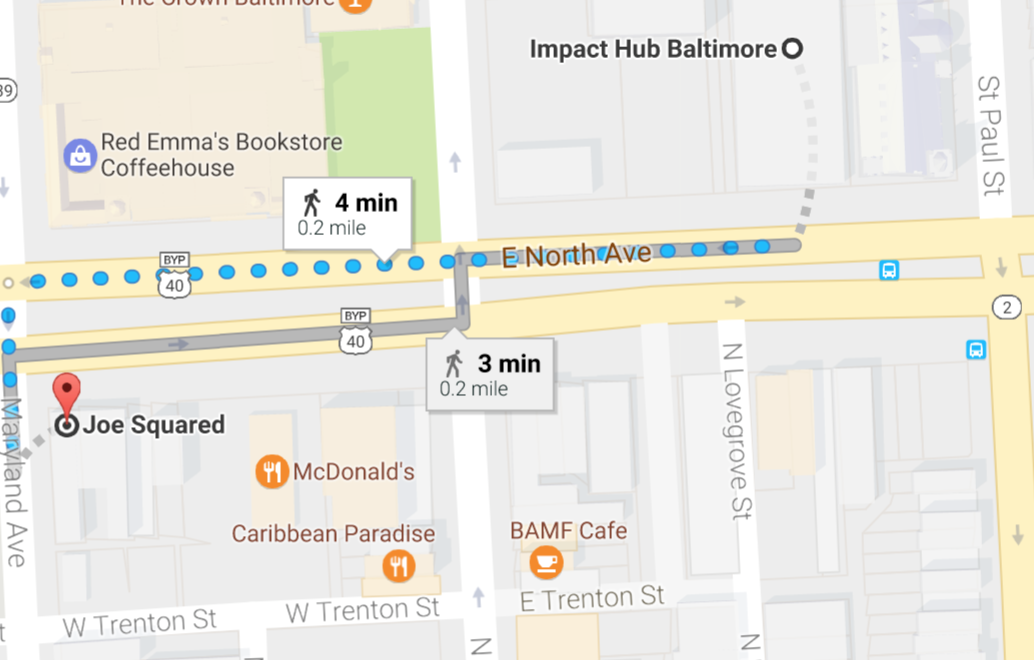 The Crown Baltimore
Impact Hub Baltimore
39
St Paul St
Red Emma's Bookstore
Coffeehouse
4 min
0.2 mile
E North Ave
BYP
40
BYP
40
2
3 min
0.2 mile
N Lovegrove St
Joe Squared
Maryland Ave
McDonald's
Caribbean Paradise
BAMF Cafe
W Trenton St
W Trenton St
E Trenton St
N
N